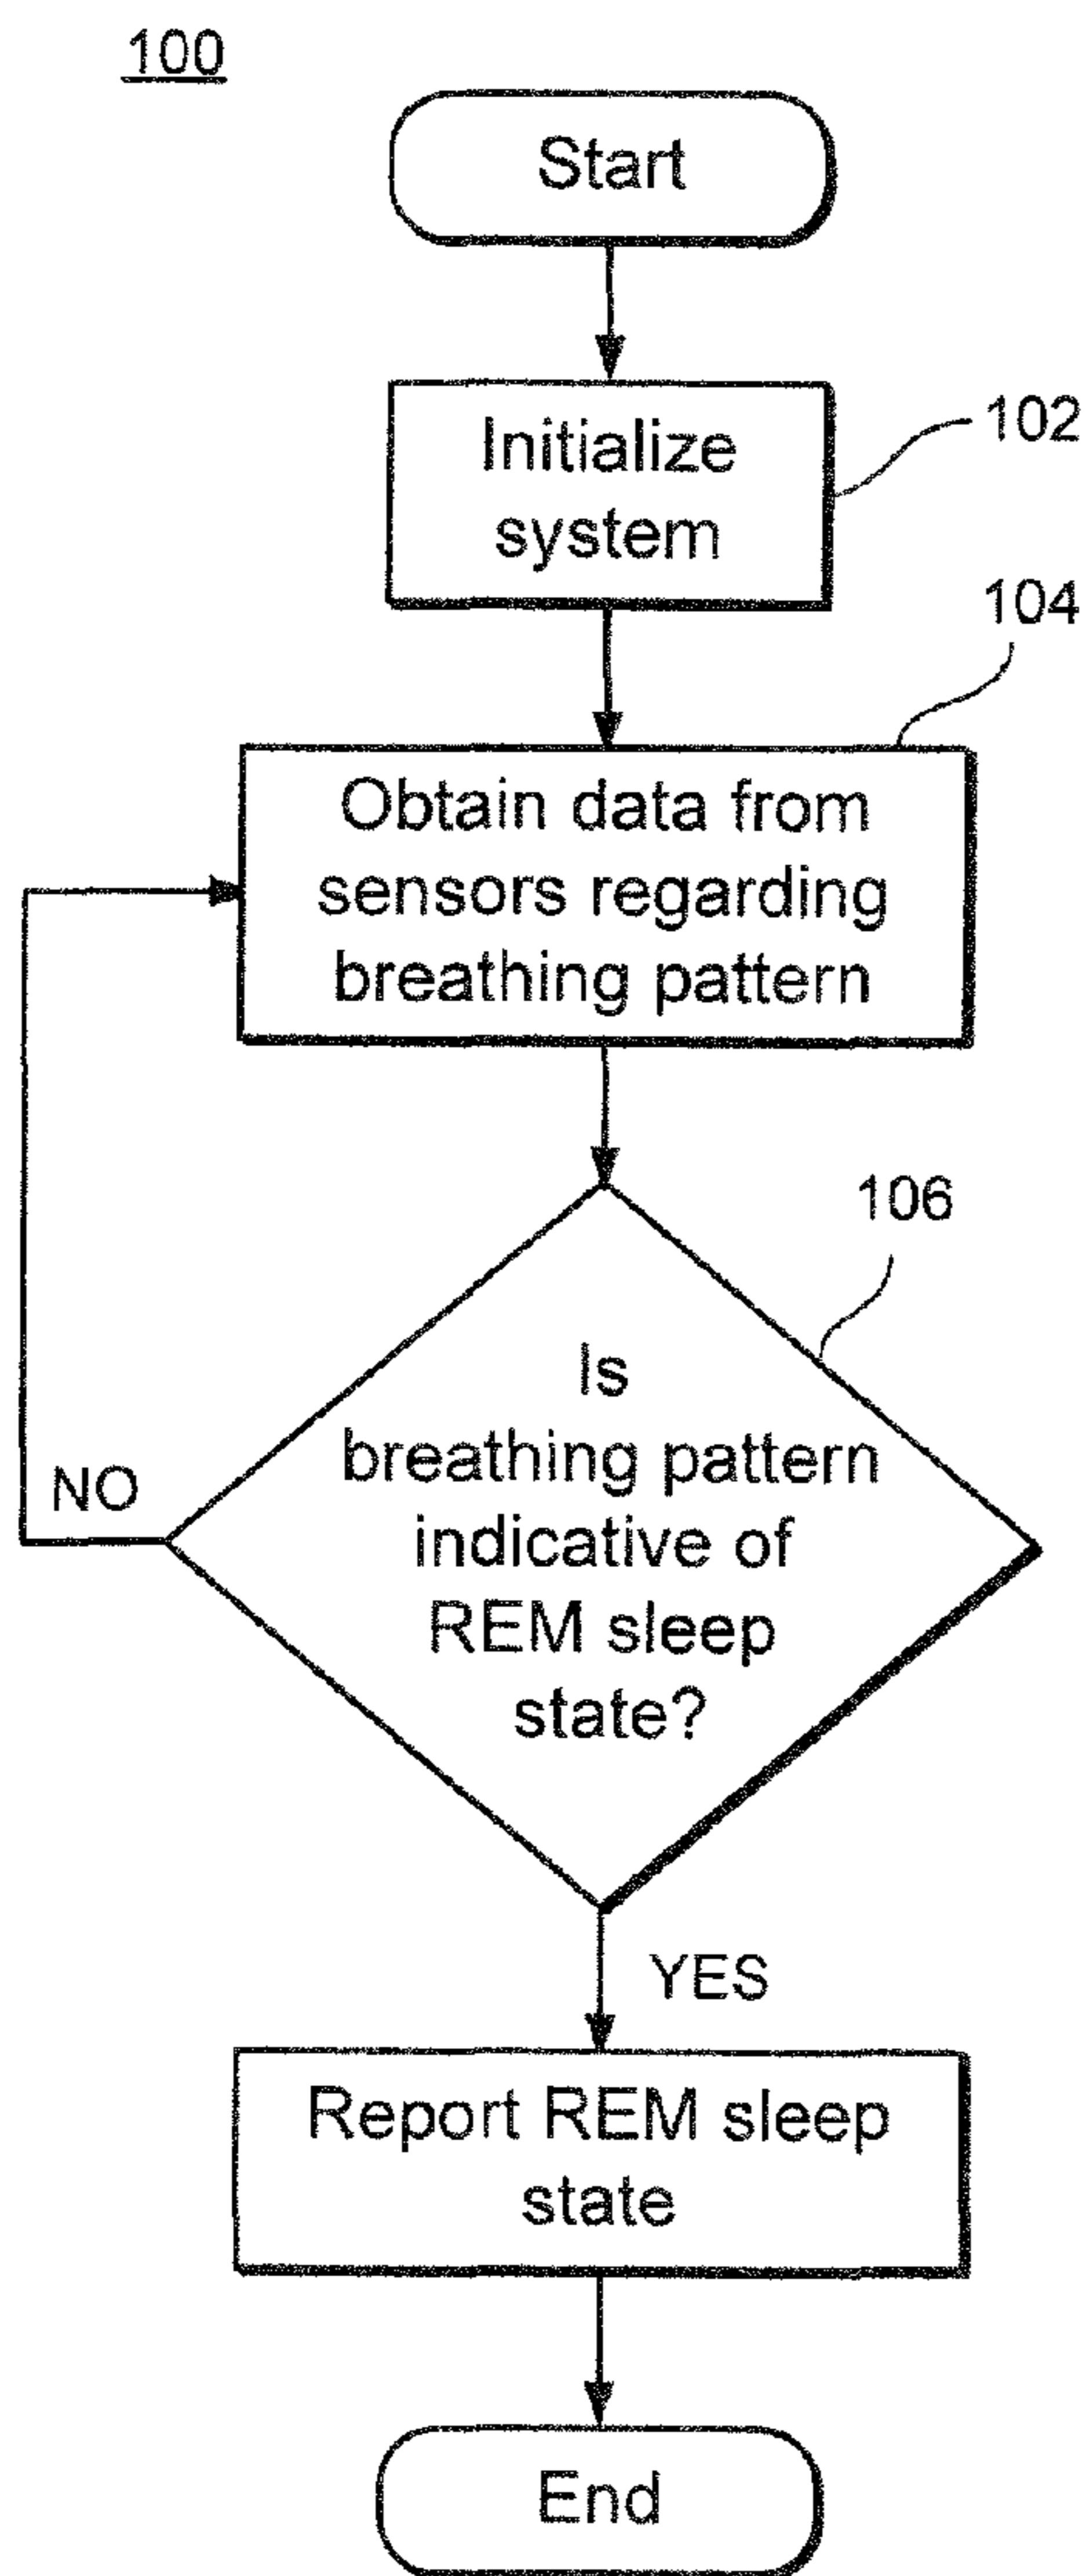 100
Start
Initialize
system
102
104
Obtain data from
sensors regarding
breathing pattern
106
Is
breathing pattern
indicative of
REM sleep
state?
NO
YES
Report REM sleep
state
End